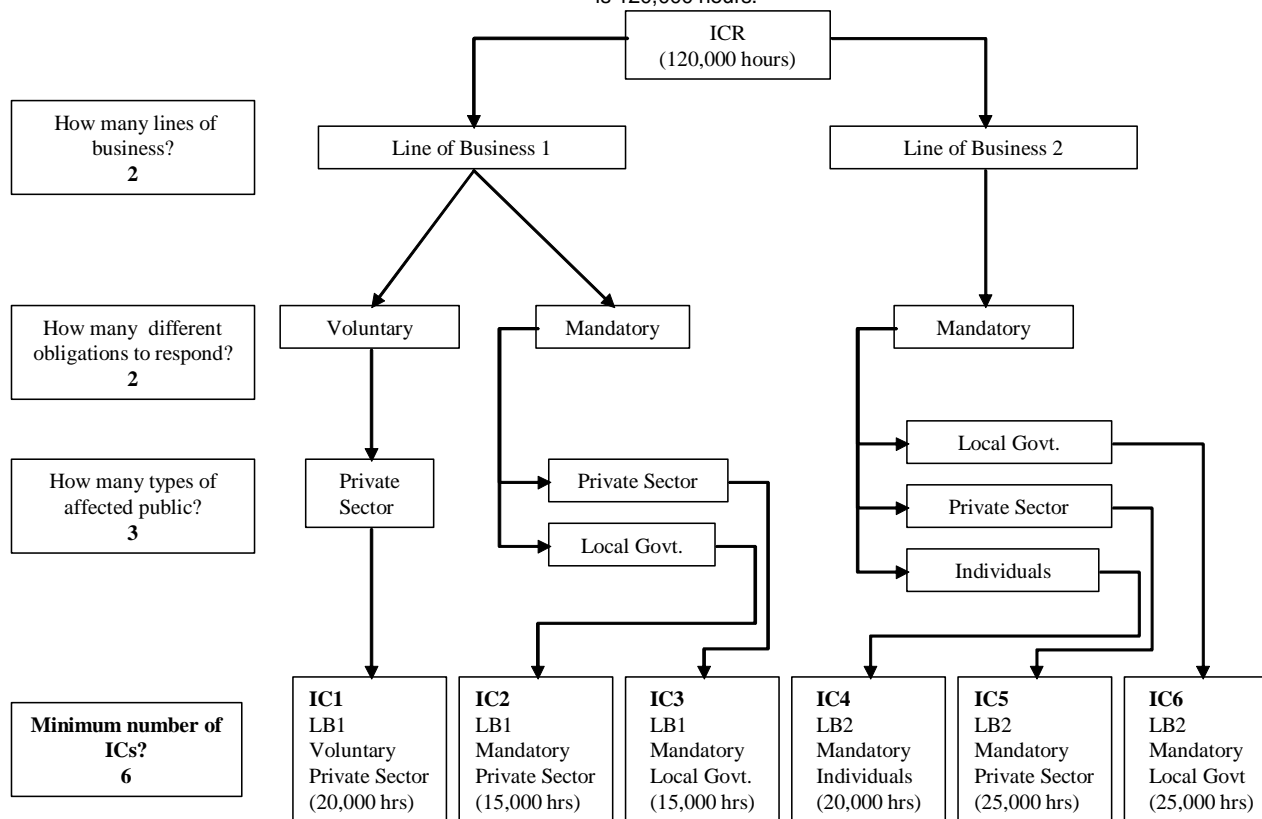 is 120,000 hours.
ICR
(120,000 hours)
How many lines of
business?
2
Line of Business 1
Line of Business 2
How many different
obligations to respond?
2
Voluntary
Mandatory
Mandatory
How many types of
affected public?
3
Private
Sector
Private Sector
Local Govt.
Local Govt.
Private Sector
Individuals
Minimum number of
ICs?
6
IC1
LB1
Voluntary
Private Sector
(20,000 hrs)
IC2
LB1
Mandatory
Private Sector
(15,000 hrs)
IC3
LB1
Mandatory
Local Govt.
(15,000 hrs)
IC4
LB2
Mandatory
Individuals
(20,000 hrs)
IC5
LB2
Mandatory
Private Sector
(25,000 hrs)
IC6
LB2
Mandatory
Local Govt
(25,000 hrs)